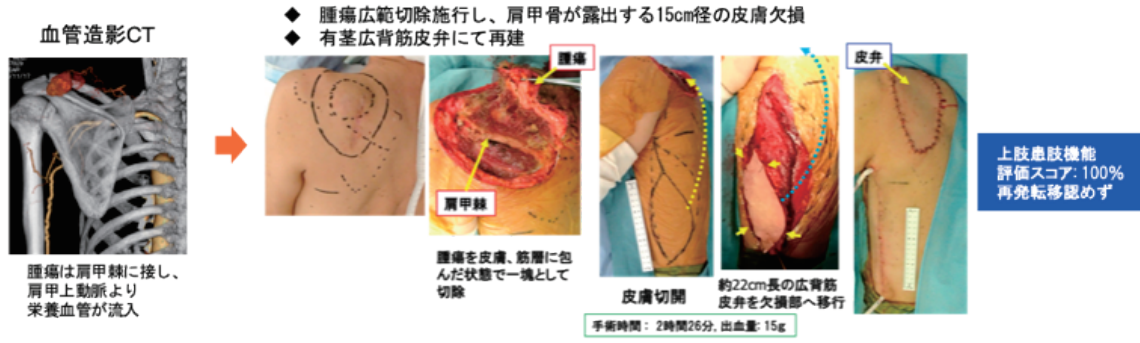 ◆ 腫瘍広範切除施行し、肩甲骨が露出する15cm径の皮膚欠損
◆ 有茎広背筋皮弁にて再建
血管造影CT
腫瘍
皮弁
肩甲棘
上肢患肢機能
評価スコア:100%
再発転移認めず
腫瘍は肩甲棘に接し、
肩甲上動脈より
栄養血管が流入
腫瘍を皮膚、筋層に包
んだ状態で一塊として
切除
皮膚切開
約22cm長の広背筋
皮弁を欠損部へ移行
手術時間: 2時間26分, 出血量: 15g